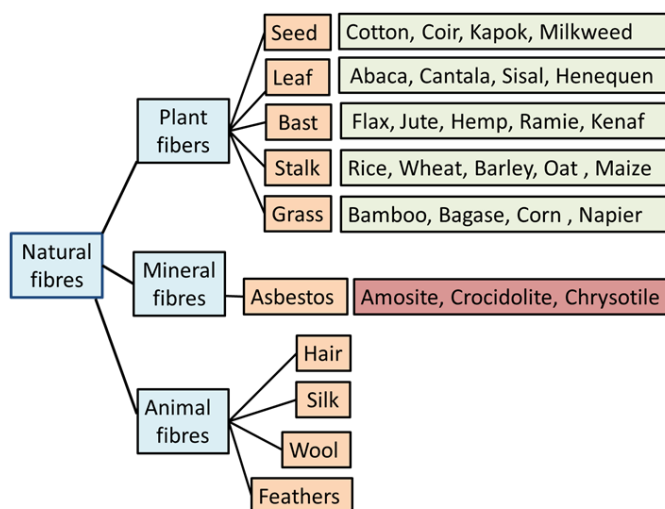 Seed
Cotton, Coir, Kapok, Milkweed
Leaf
Abaca, Cantala, Sisal, Henequen
Plant
fibers
Bast
Flax, Jute, Hemp, Ramie, Kenaf
Stalk
Rice, Wheat, Barley, Oat , Maize
Grass
Bamboo, Bagase, Corn , Napier
Natural
fibres
Mineral
fibres
Asbestos
Amosite, Crocidolite, Chrysotile
Hair
Silk
Animal
fibres
Wool
Feathers